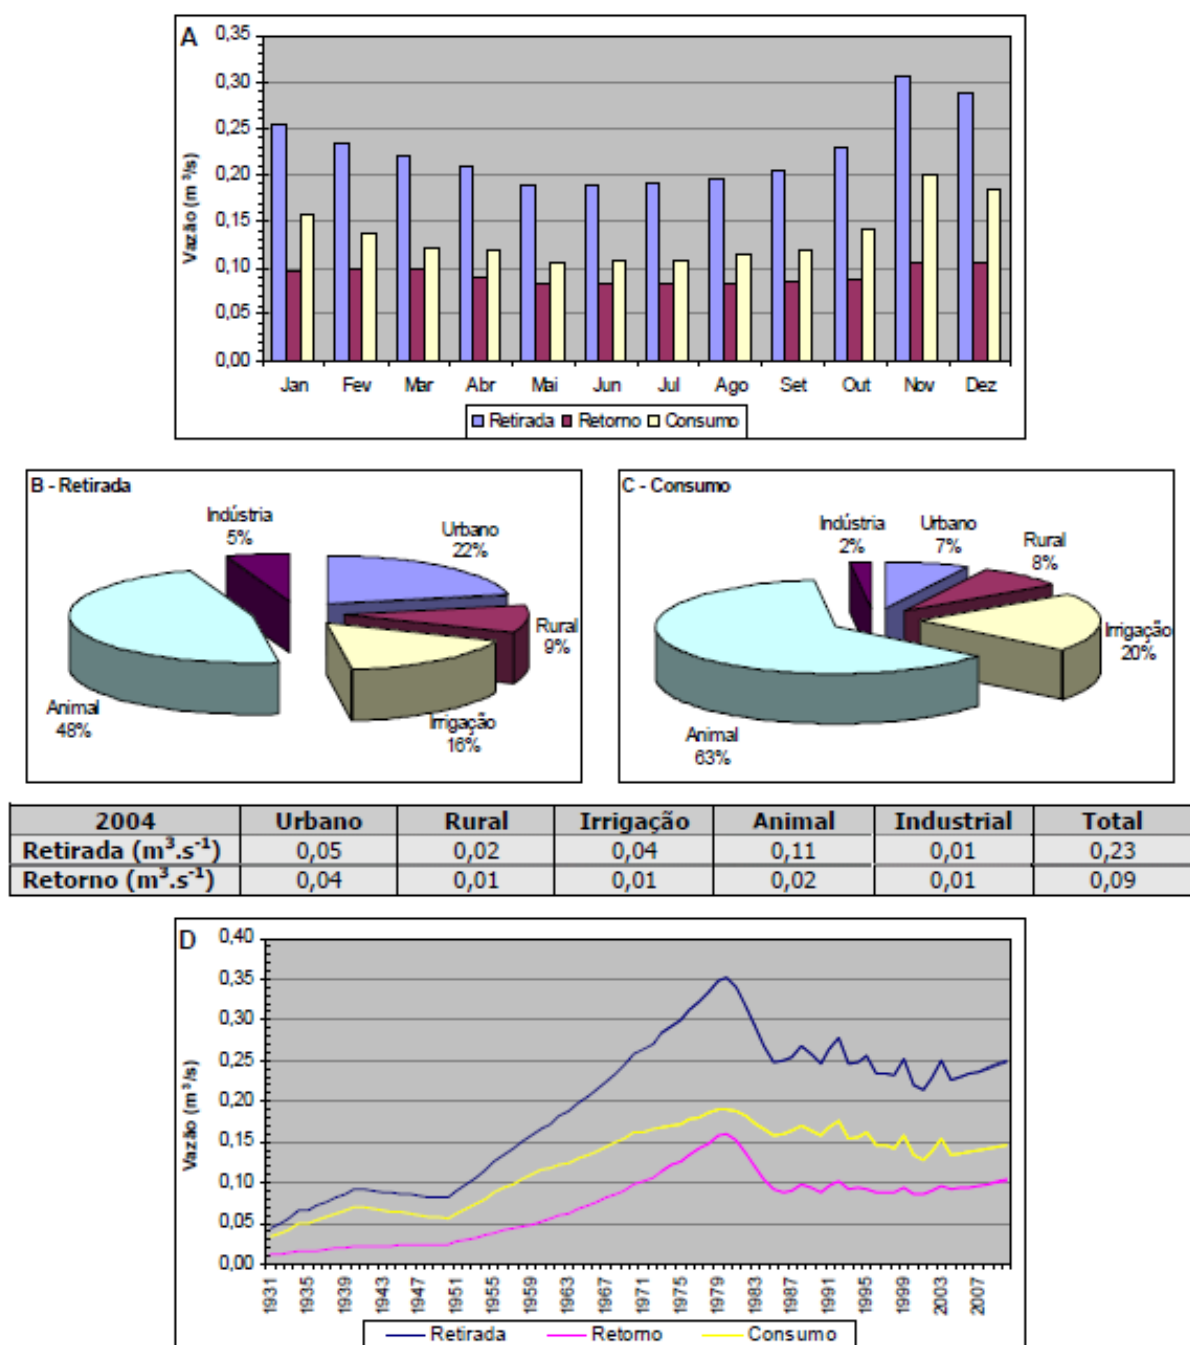 A
0,35
0,30
0,25
0,20
0,15
0,10
0,05
0,00
Vazão (m³/s)
Jan Fev Mar Abr Mai Jun Jul Ago Set Out Nov Dez
Retirada Retorno Consumo
B - Retirada
Indústria
5%
Urbano
22%
Rural
9%
Irrigação
16%
Animal
48%
C - Consumo
Indústria
2%
Urbano
7%
Rural
8%
Irrigação
20%
Animal
63%
2004 Urbano Rural Irrigação Animal Industrial Total
Retirada (m³.s⁻¹) 0,05 0,02 0,04 0,11 0,01 0,23
Retorno (m³.s⁻¹) 0,04 0,01 0,01 0,02 0,01 0,09
D
0,40
0,35
0,30
0,25
0,20
0,15
0,10
0,05
0,00
Vazão (m³/s)
1931 1935 1939 1943 1947 1951 1955 1959 1963 1967 1971 1975 1979 1983 1987 1991 1995 1999 2003 2007
Retirada Retorno Consumo